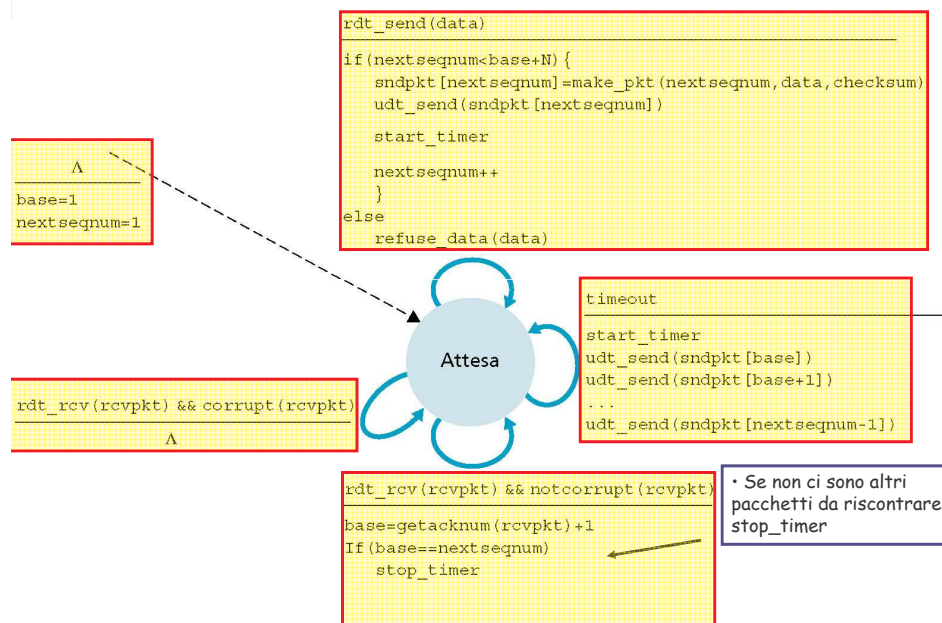 rdt_send(data)
if(nextseqnum<base+N){
sndpkt[nextseqnum]=make_pkt(nextseqnum,data,checksum)
udt_send(sndpkt[nextseqnum])
start_timer
nextseqnum++
}
else
refuse_data(data)
Λ
base=1
nextseqnum=1
Attesa
timeout
start_timer
udt_send(sndpkt[base])
udt_send(sndpkt[base+1])
...
udt_send(sndpkt[nextseqnum-1])
rdt_rcv(rcvpkt) && corrupt(rcvpkt)
Λ
rdt_rcv(rcvpkt) && notcorrupt(rcvpkt)
base=getacknum(rcvpkt)+1
If(base==nextseqnum)
stop_timer
• Se non ci sono altri
pacchetti da riscontrare
stop_timer